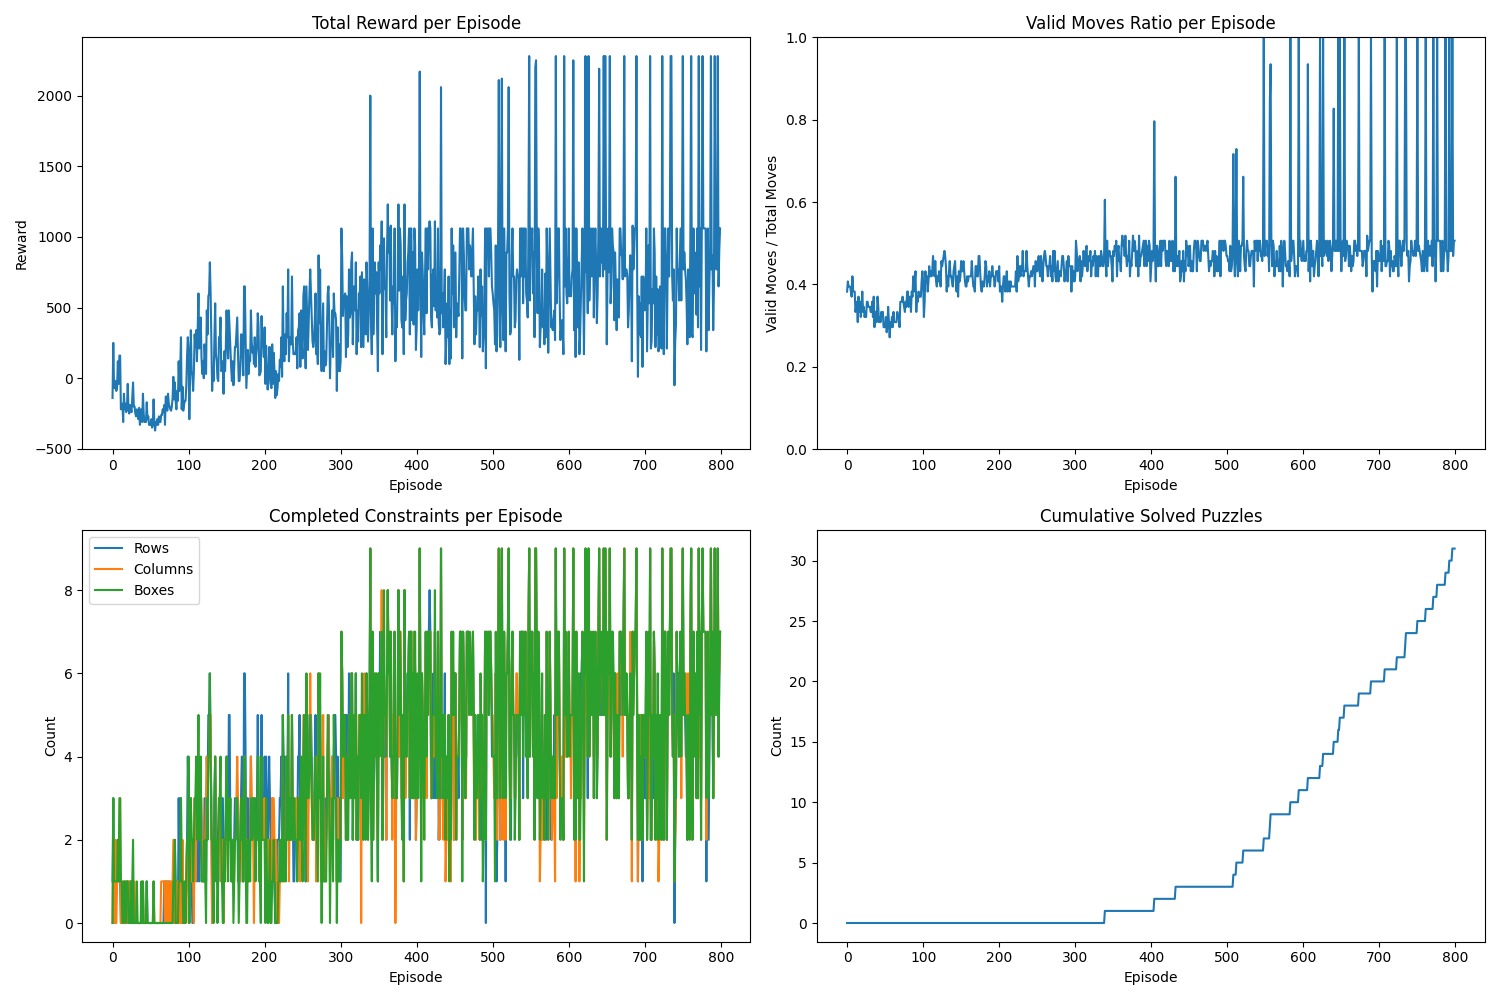 Total Reward per Episode
Reward
2000
1500
1000
500
0
−500
0 100 200 300 400 500 600 700 800
Episode
Valid Moves Ratio per Episode
Valid Moves / Total Moves
1.0
0.8
0.6
0.4
0.2
0.0
0 100 200 300 400 500 600 700 800
Episode
Completed Constraints per Episode
Rows
Columns
Boxes
Count
8
6
4
2
0
0 100 200 300 400 500 600 700 800
Episode
Cumulative Solved Puzzles
Count
30
25
20
15
10
5
0
0 100 200 300 400 500 600 700 800
Episode